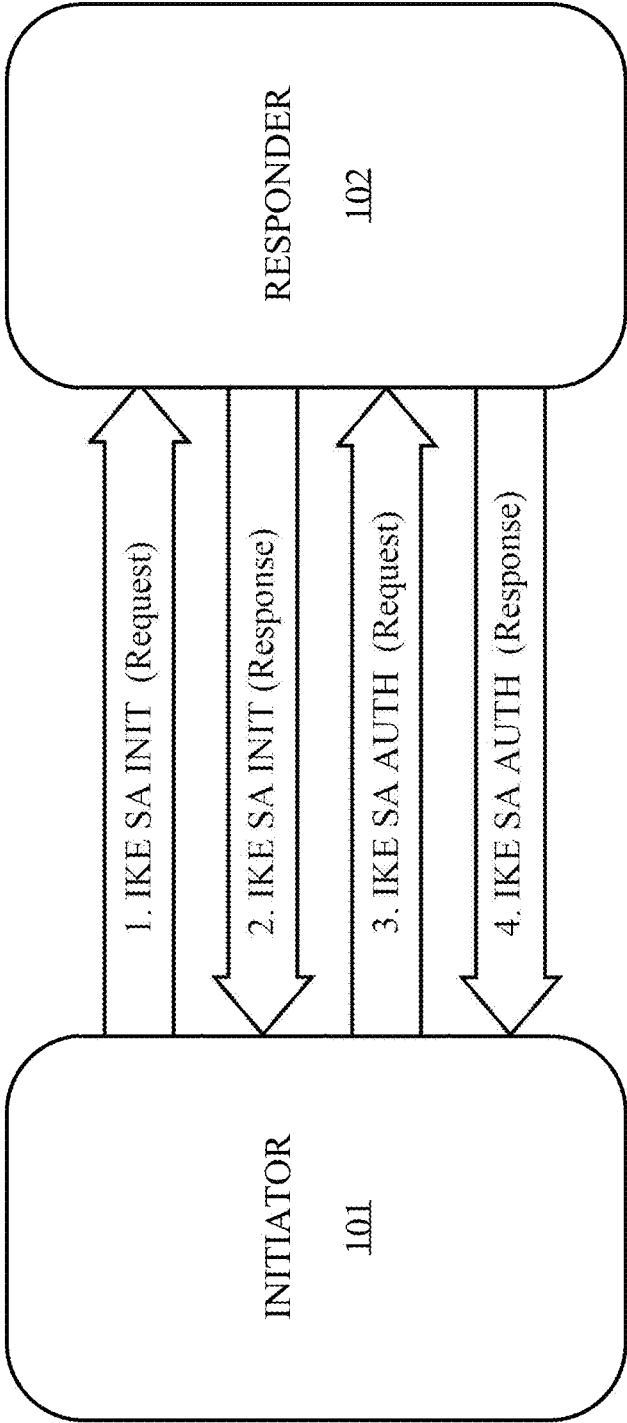 INITIATOR
101
1. IKE SA INIT (Request)
2. IKE SA INIT (Response)
3. IKE SA AUTH (Request)
4. IKE SA AUTH (Response)
RESPONDER
102